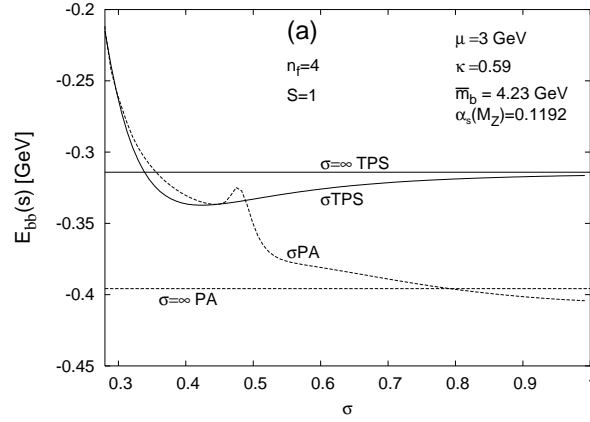 (a)
μ =3 GeV
n_f=4
κ =0.59
S=1
m̅_b = 4.23 GeV
α_s(M_Z)=0.1192
E_bb(s) [GeV]
-0.2
-0.25
-0.3
-0.35
-0.4
-0.45
σ=∞ TPS
σTPS
σPA
σ=∞ PA
0.3 0.4 0.5 0.6 0.7 0.8 0.9 1
σ